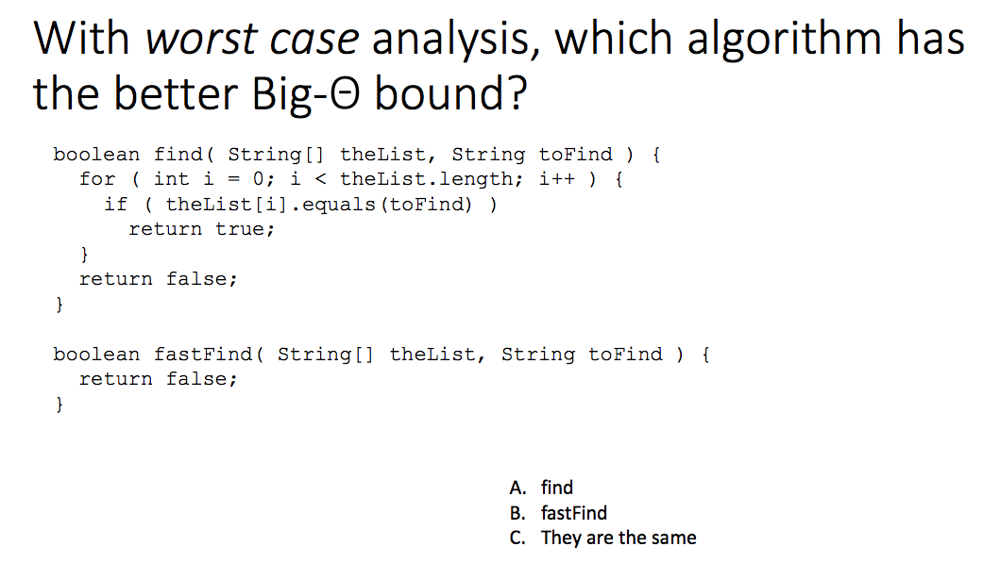 With worst case analysis, which algorithm has
the better Big-Θ bound?
boolean find( String[] theList, String toFind ) {
for ( int i = 0; i < theList.length; i++ ) {
if ( theList[i].equals(toFind) )
return true;
}
return false;
}
boolean fastFind( String[] theList, String toFind ) {
return false;
}
A. find
B. fastFind
C. They are the same